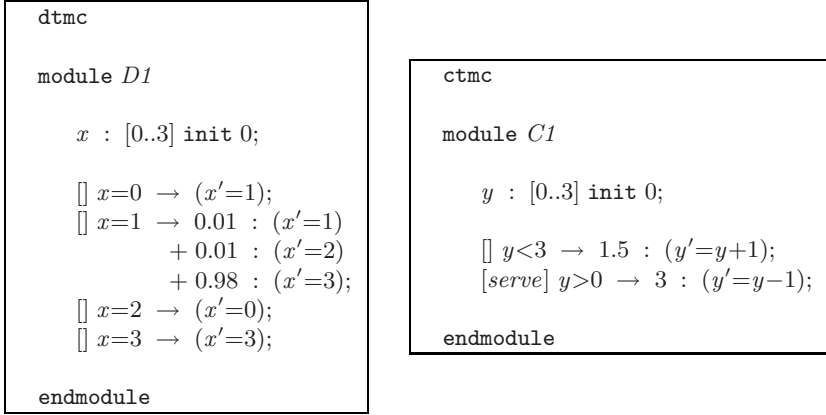 dtmc
module D1
x : [0..3] init 0;
[] x=0 → (x′=1);
[] x=1 → 0.01 : (x′=1)
+ 0.01 : (x′=2)
+ 0.98 : (x′=3);
[] x=2 → (x′=0);
[] x=3 → (x′=3);
endmodule
ctmc
module C1
y : [0..3] init 0;
[] y<3 → 1.5 : (y′=y+1);
[serve] y>0 → 3 : (y′=y−1);
endmodule